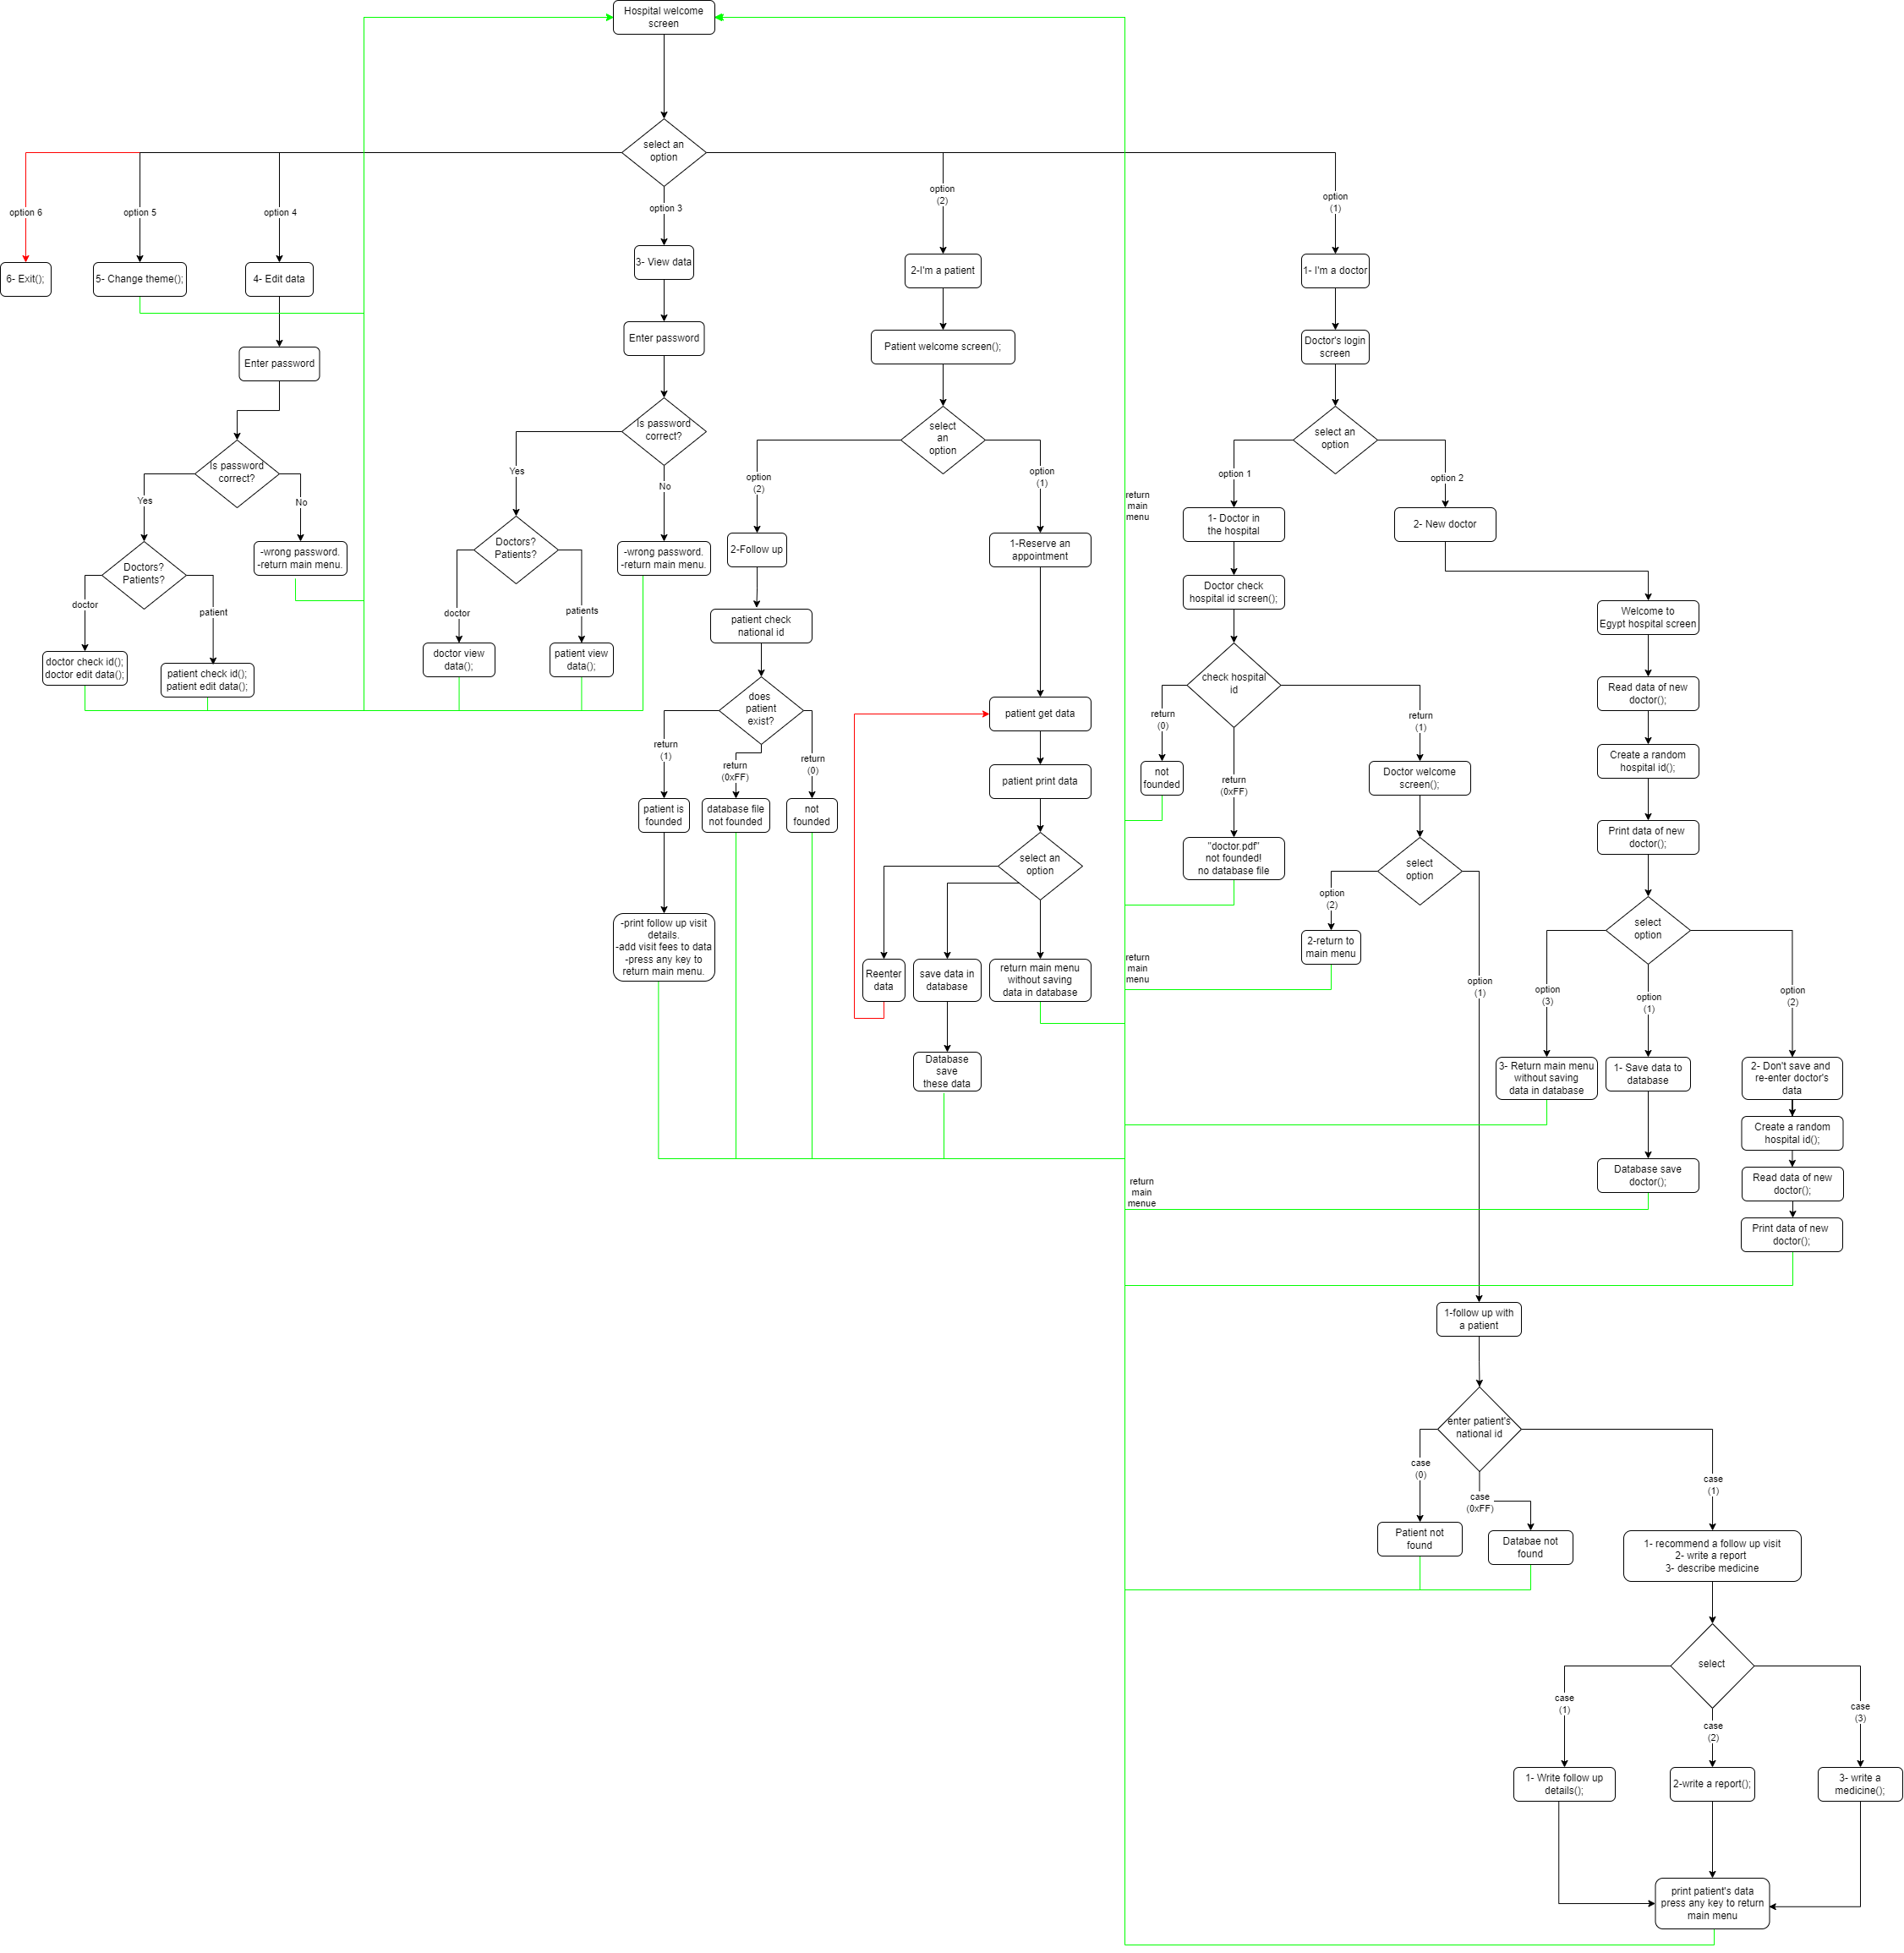 Hospital welcome
screen
select an
option
option 6
option 5
option 4
option 3
option
(2)
option
(1)
6- Exit();
5- Change theme();
4- Edit data
3- View data
2-I'm a patient
1- I'm a doctor
Enter password
Is password
correct?
Yes
No
Doctors?
Patients?
-wrong password.
-return main menu.
doctor
patient
doctor check id();
doctor edit data();
patient check id();
patient edit data();
Enter password
Is password
correct?
Yes
No
Doctors?
Patients?
-wrong password.
-return main menu.
doctor
patients
doctor view
data();
patient view
data();
Patient welcome screen();
select
an
option
option
(2)
option
(1)
2-Follow up
1-Reserve an
appointment
patient check
national id
does
patient
exist?
return
(1)
return
(0xFF)
return
(0)
patient is
founded
database file
not founded
not
founded
-print follow up visit
details.
-add visit fees to data
-press any key to
return main menu.
patient get data
patient print data
select an
option
Reenter
data
save data in
database
return main menu
without saving
data in database
Database
save
these data
Doctor's login
screen
select an
option
option 1
option 2
return
main
menu
1- Doctor in
the hospital
2- New doctor
Doctor check
hospital id screen();
check hospital
id
return
(0)
return
(0xFF)
return
(1)
not
founded
"doctor.pdf"
not founded!
no database file
Doctor welcome
screen();
select
option
option
(2)
option
(1)
2-return to
main menu
return
main
menu
Welcome to
Egypt hospital screen
Read data of new
doctor();
Create a random
hospital id();
Print data of new
doctor();
select
option
option
(3)
option
(1)
option
(2)
3- Return main menu
without saving
data in database
1- Save data to
database
2- Don't save and
re-enter doctor's
data
Create a random
hospital id();
Database save
doctor();
Read data of new
doctor();
return
main
menue
Print data of new
doctor();
1-follow up with
a patient
enter patient's
national id
case
(0)
case
(0xFF)
case
(1)
Patient not
found
Databae not
found
1- recommend a follow up visit
2- write a report
3- describe medicine
select
case
(1)
case
(2)
case
(3)
1- Write follow up
details();
2-write a report();
3- write a
medicine();
print patient's data
press any key to return
main menu